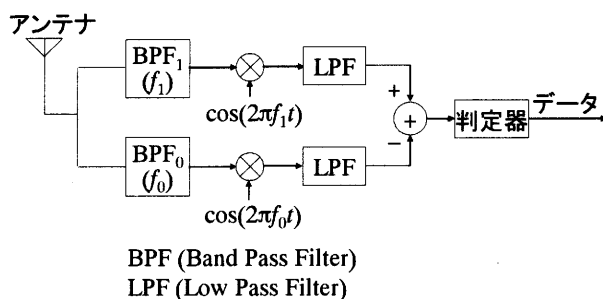 アンテナ
BPF₁
(f₁)
LPF
cos(2πf₁t)
+
+
−
判定器
データ
BPF₀
(f₀)
LPF
cos(2πf₀t)
BPF (Band Pass Filter)
LPF (Low Pass Filter)